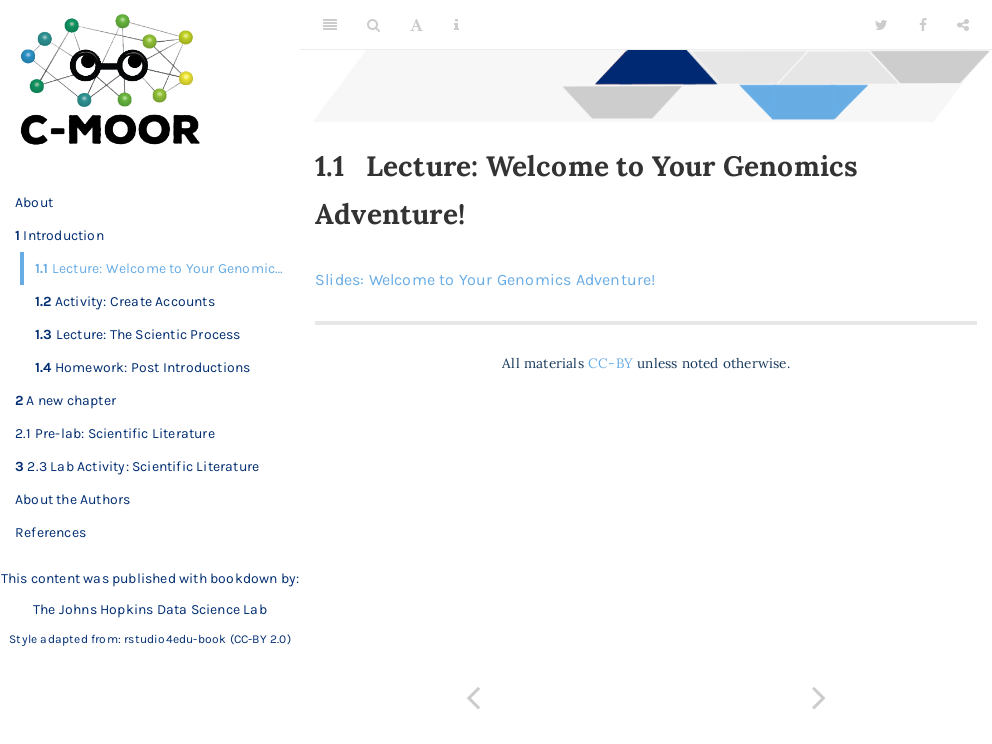 C-MOOR
About
1 Introduction
1.1 Lecture: Welcome to Your Genomic...
1.2 Activity: Create Accounts
1.3 Lecture: The Scientic Process
1.4 Homework: Post Introductions
2 A new chapter
2.1 Pre-lab: Scientific Literature
3 2.3 Lab Activity: Scientific Literature
About the Authors
References
This content was published with bookdown by:
The Johns Hopkins Data Science Lab
Style adapted from: rstudio4edu-book (CC-BY 2.0)
A
1.1 Lecture: Welcome to Your Genomics
Adventure!
Slides: Welcome to Your Genomics Adventure!
All materials CC-BY unless noted otherwise.